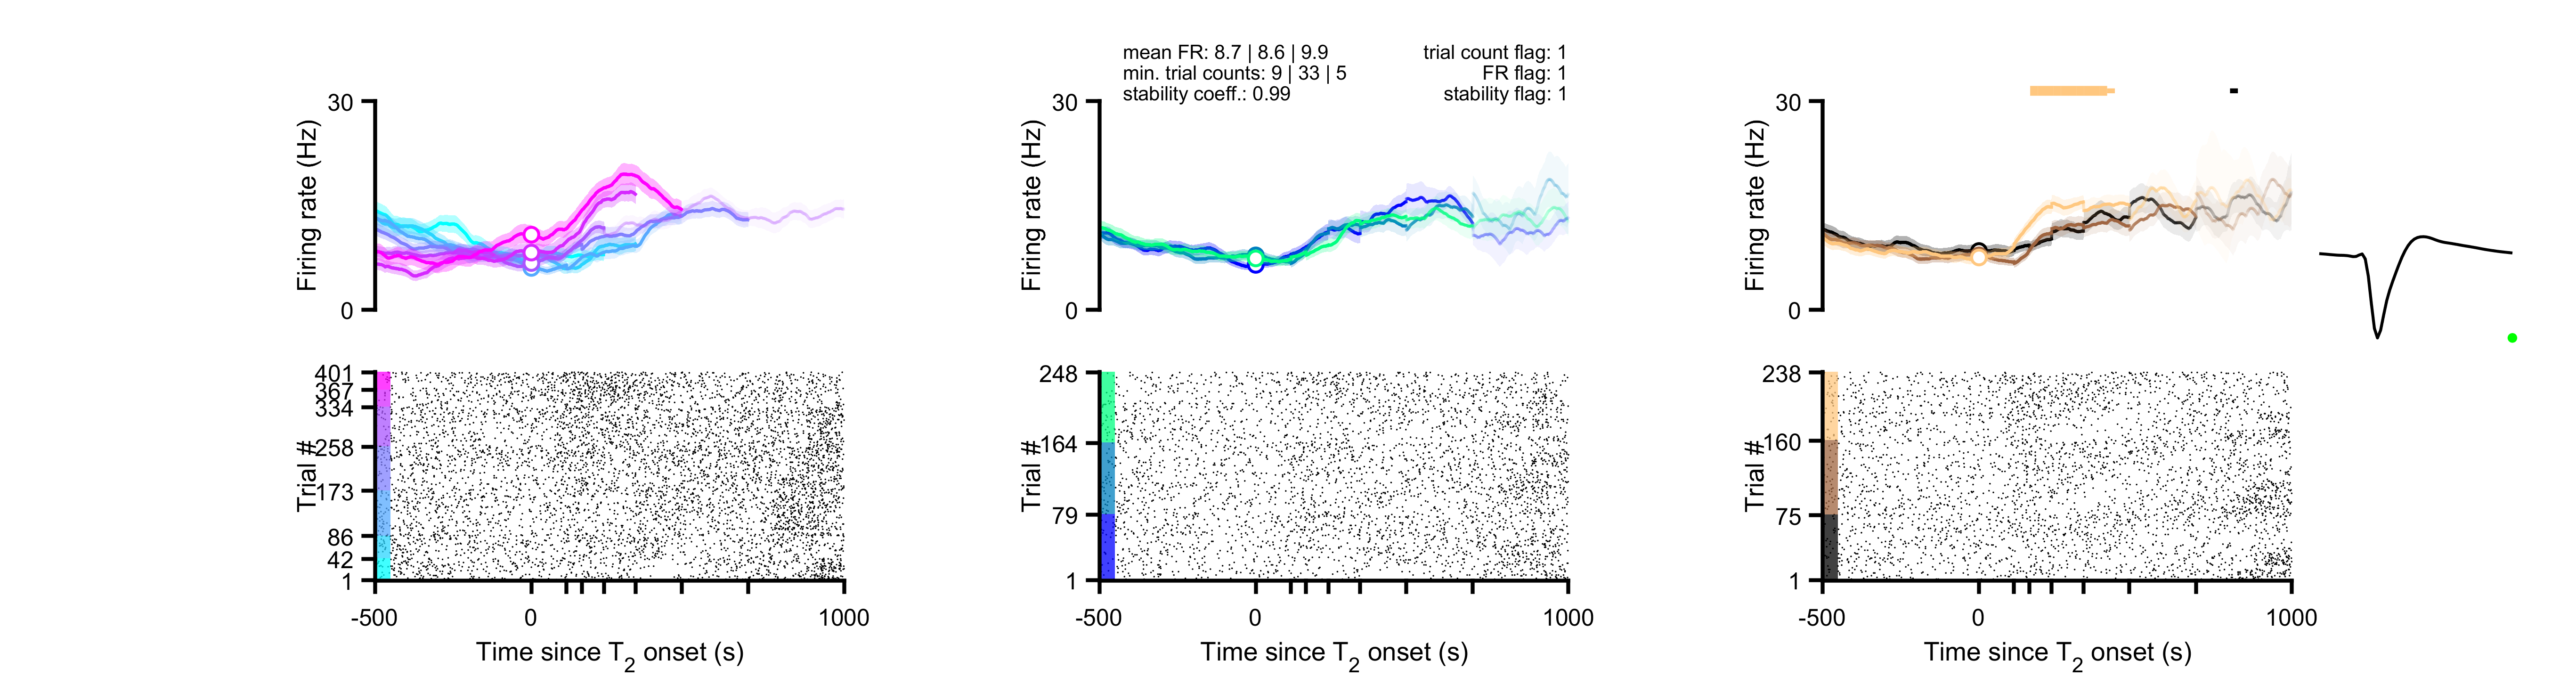 mean FR: 8.7 | 8.6 | 9.9
min. trial counts: 9 | 33 | 5
stability coeff.: 0.99
trial count flag: 1
FR flag: 1
stability flag: 1
30
Firing rate (Hz)
0
30
Firing rate (Hz)
0
30
Firing rate (Hz)
0
401
367
334
258
173
86
42
1
Trial #
-500
0
1000
Time since T2 onset (s)
248
164
79
1
Trial #
-500
0
1000
Time since T2 onset (s)
238
160
75
1
Trial #
-500
0
1000
Time since T2 onset (s)